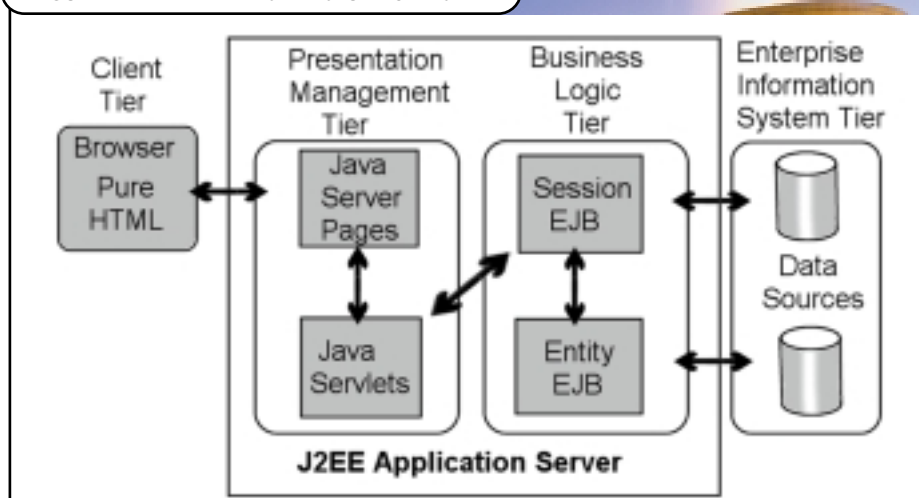 Client
Tier
Browser
Pure
HTML
Presentation
Management
Tier
Java
Server
Pages
Java
Servlets
Business
Logic
Tier
Session
EJB
Entity
EJB
J2EE Application Server
Enterprise
Information
System Tier
Data
Sources